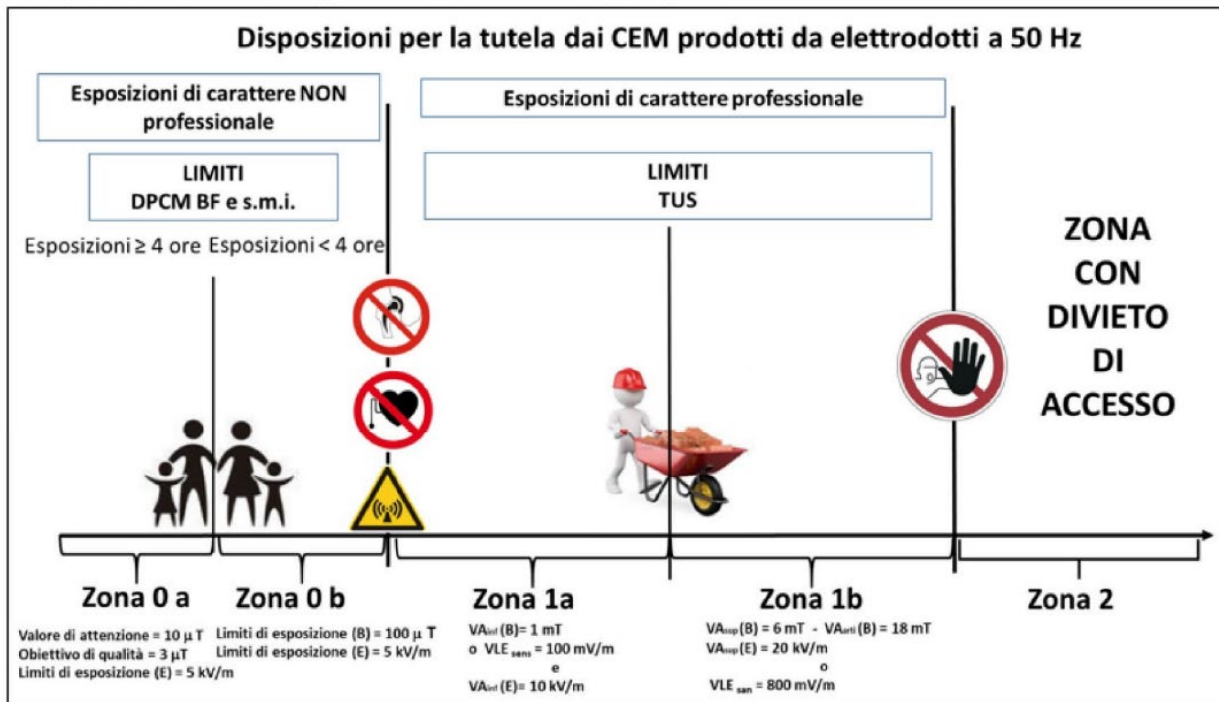 Disposizioni per la tutela dai CEM prodotti da elettrodotti a 50 Hz
Esposizioni di carattere NON
professionale
Esposizioni di carattere professionale
LIMITI
DPCM BF e s.m.i.
LIMITI
TUS
Esposizioni ≥ 4 ore
Esposizioni < 4 ore
ZONA
CON
DIVIETO
DI
ACCESSO
Zona 0 a
Valore di attenzione = 10 μ T
Obiettivo di qualità = 3 μT
Limiti di esposizione (E) = 5 kV/m
Zona 0 b
Limiti di esposizione (B) = 100 μ T
Limiti di esposizione (E) = 5 kV/m
Zona 1a
VAinf (B)= 1 mT
o VLE sens = 100 mV/m
e
VAinf (E)= 10 kV/m
Zona 1b
VAsup (B) = 6 mT - VAarti (B) = 18 mT
VAsup (E) = 20 kV/m
o
VLE san = 800 mV/m
Zona 2